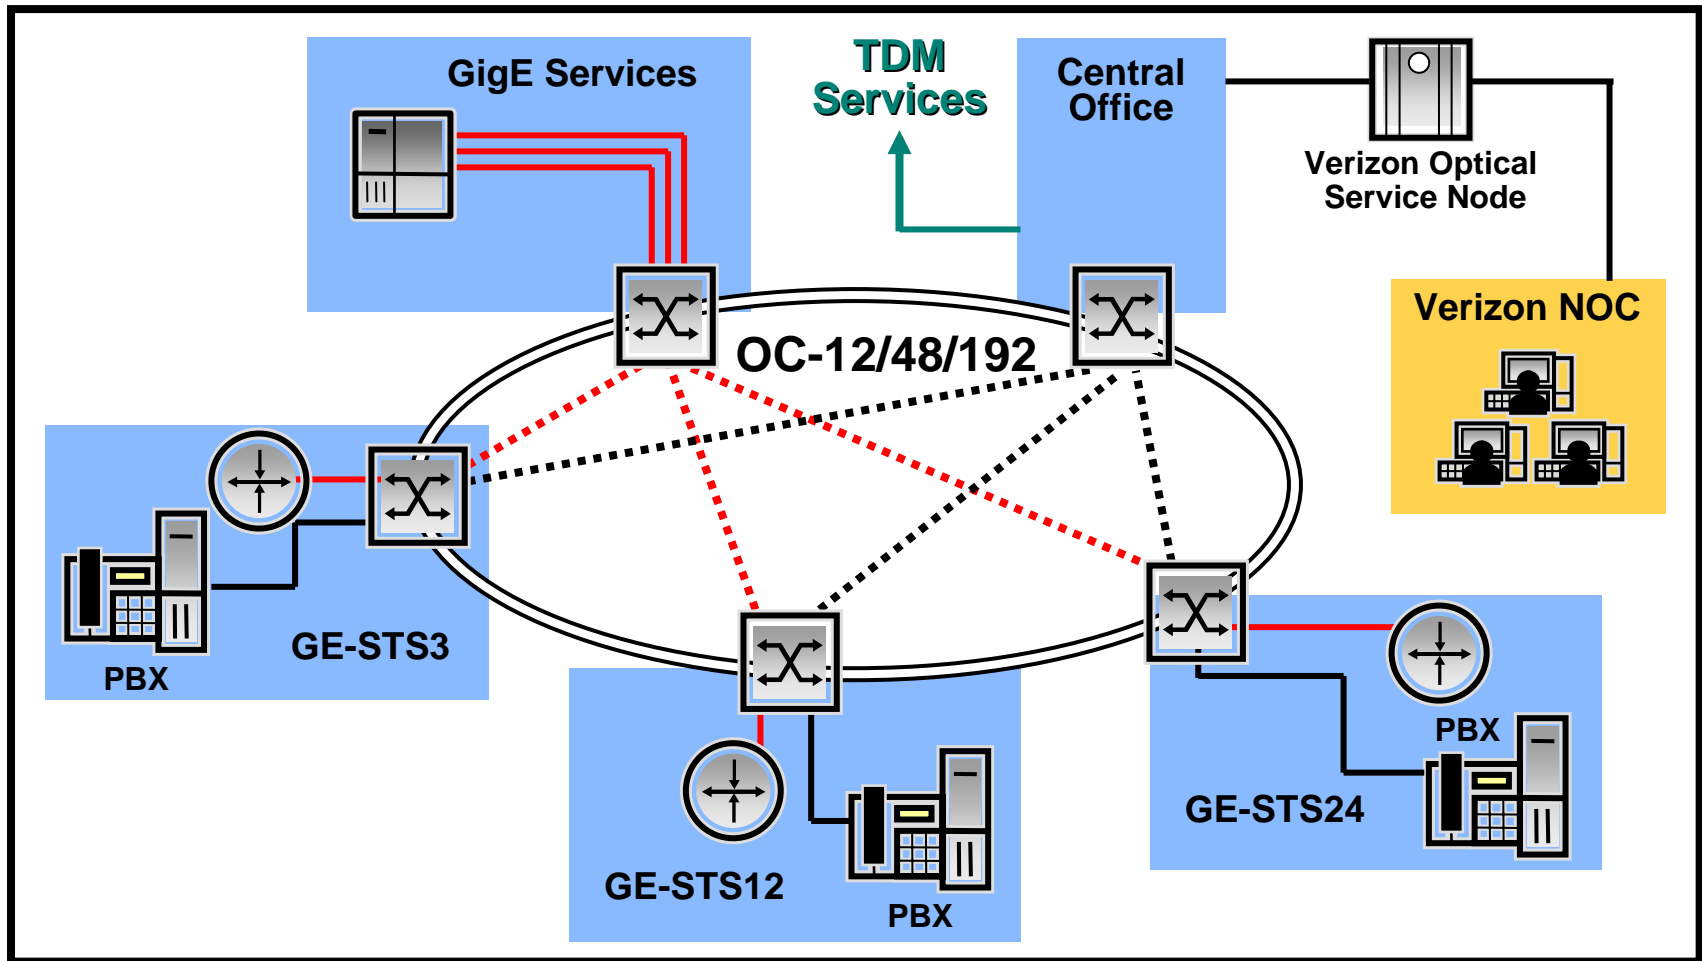 GigE Services
TDM
Services
Central
Office
Verizon Optical
Service Node
Verizon NOC
OC-12/48/192
GE-STS3
PBX
GE-STS12
PBX
PBX
GE-STS24